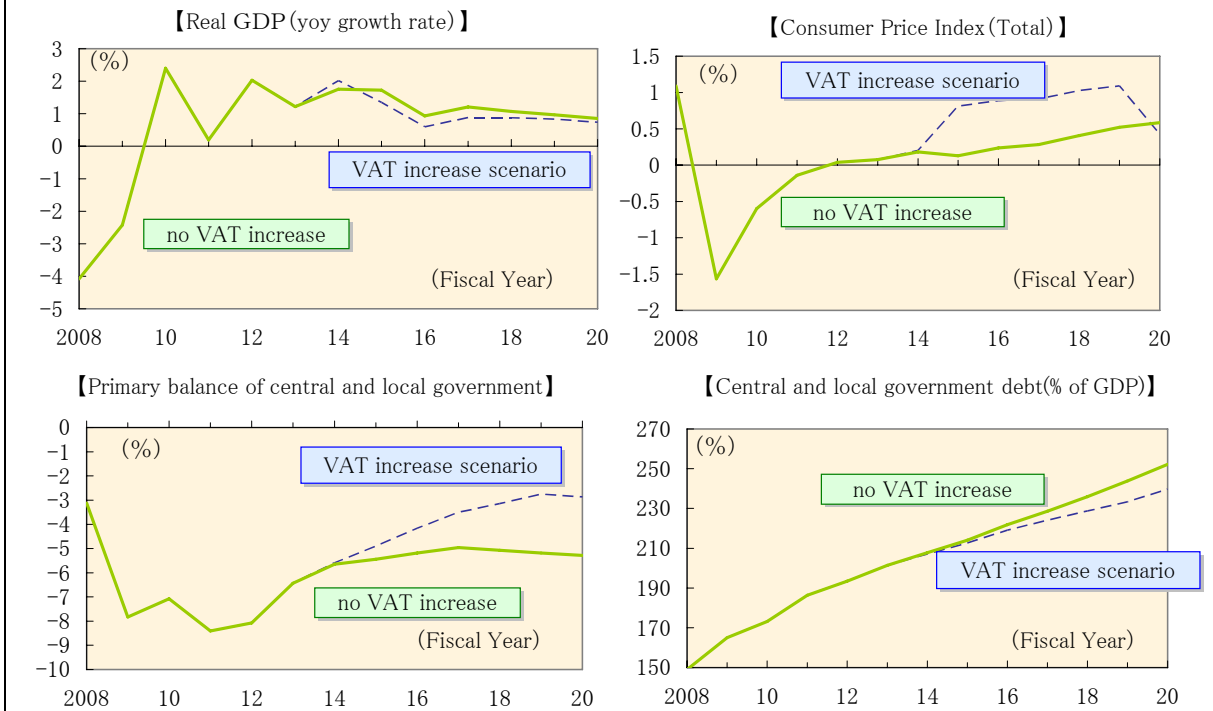 【Real GDP(yoy growth rate)】
3
2
1
0
-1
-2
-3
-4
-5
(%)
VAT increase scenario
no VAT increase
(Fiscal Year)
2008 10 12 14 16 18 20
【Consumer Price Index(Total)】
1.5
1
0.5
0
-0.5
-1
-1.5
-2
(%)
VAT increase scenario
no VAT increase
(Fiscal Year)
2008 10 12 14 16 18 20
【Primary balance of central and local government】
0
-1
-2
-3
-4
-5
-6
-7
-8
-9
-10
(%)
VAT increase scenario
no VAT increase
(Fiscal Year)
2008 10 12 14 16 18 20
【Central and local government debt(% of GDP)】
270
250
230
210
190
170
150
(%)
no VAT increase
VAT increase scenario
(Fiscal Year)
2008 10 12 14 16 18 20